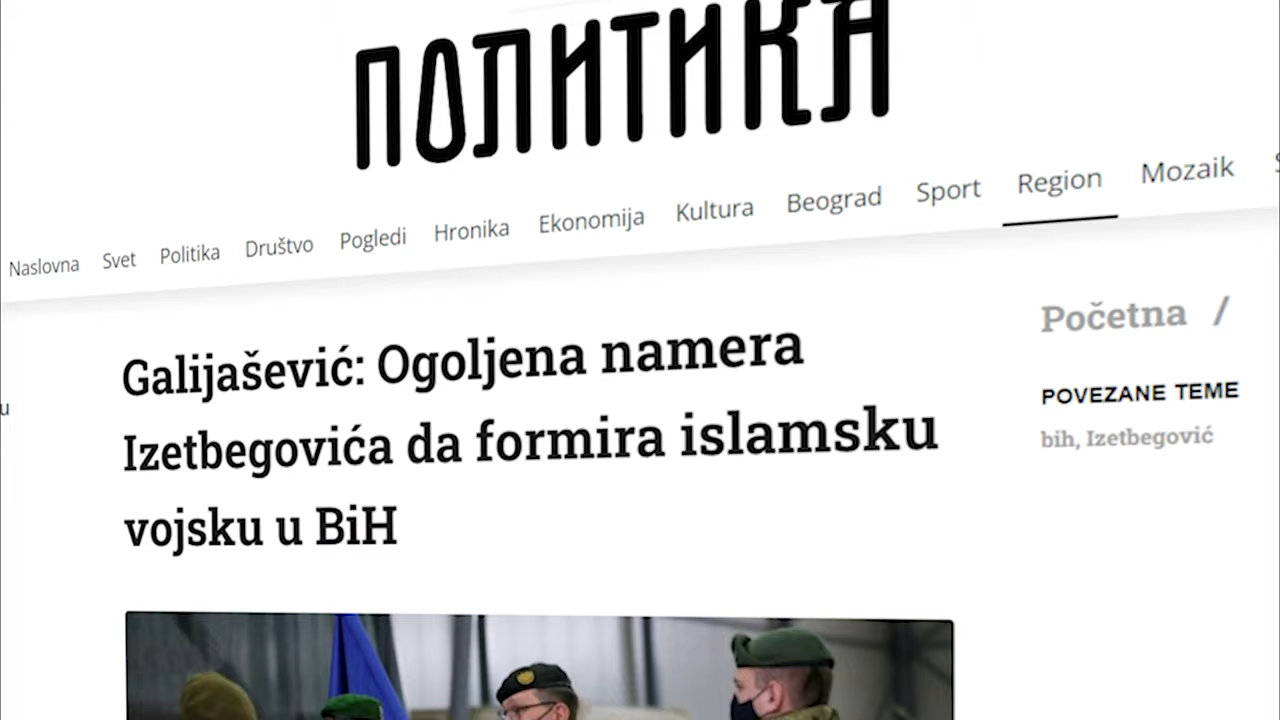 ПОЛИТИКА
Naslovna Svet Politika Društvo Pogledi Hronika Ekonomija Kultura Beograd Sport Region Mozaik
Galijašević: Ogoljena namera
Izetbegovića da formira islamsku
vojsku u BiH
Početna /
POVEZANE TEME
bih, Izetbegović